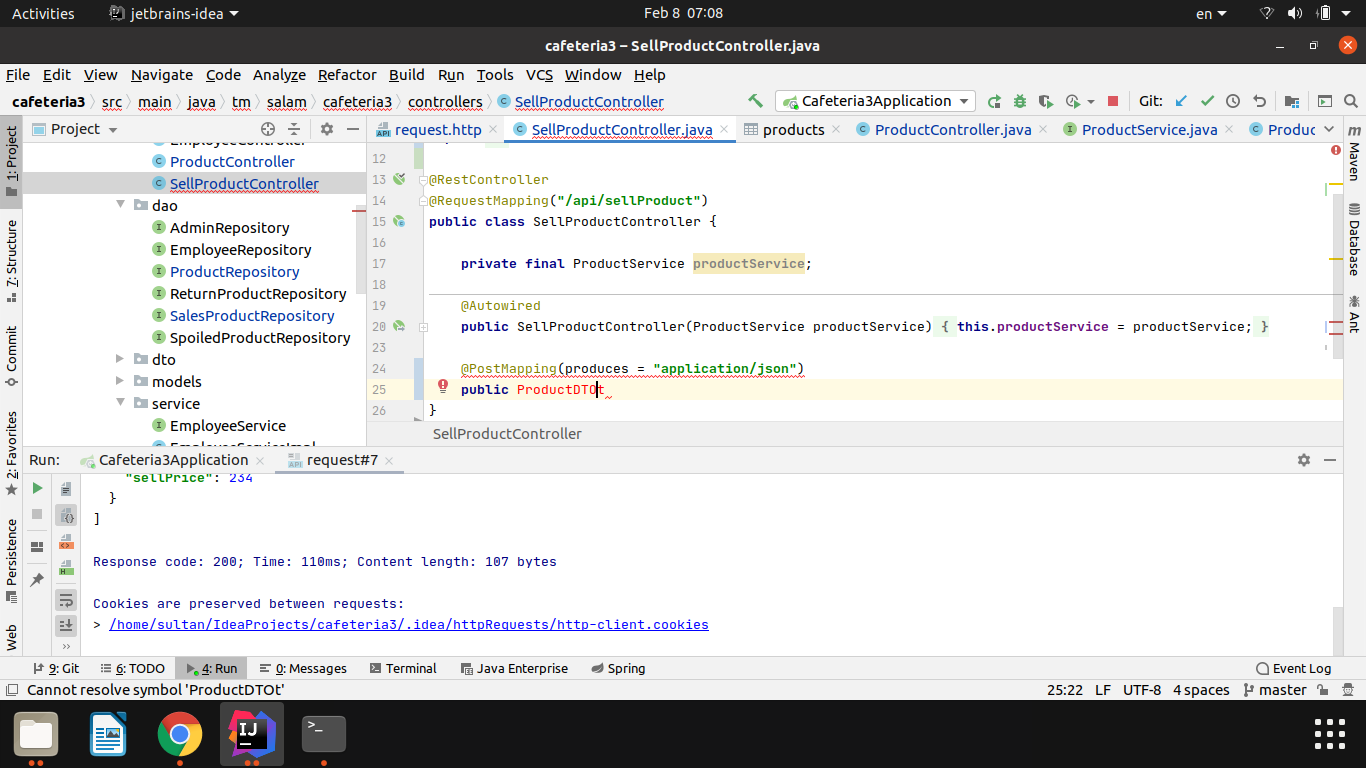 Activities
jetbrains-idea
Feb 8 07:08
en
cafeteria3 – SellProductController.java
File Edit View Navigate Code Analyze Refactor Build Run Tools VCS Window Help
cafeteria3 src main java tm salam cafeteria3 controllers SellProductController
Cafeteria3Application
Git:
Project
request.http
SellProductController.java
products
ProductController.java
ProductService.java
Produc
1: Project
7: Structure
Commit
2: Favorites
Persistence
Web
ProductController
SellProductController
dao
AdminRepository
EmployeeRepository
ProductRepository
ReturnProductRepository
SalesProductRepository
SpoiledProductRepository
dto
models
service
EmployeeService
12
13 @RestController
14 @RequestMapping("/api/sellProduct")
15 public class SellProductController {
16
17 private final ProductService productService;
18
19 @Autowired
20 public SellProductController(ProductService productService) { this.productService = productService; }
23
24 @PostMapping(produces = "application/json")
25 public ProductDTOt
26 }
SellProductController
m Maven
Database
Ant
Run:
Cafeteria3Application
request#7
"sellPrice": 234
}
]
Response code: 200; Time: 110ms; Content length: 107 bytes
Cookies are preserved between requests:
> /home/sultan/IdeaProjects/cafeteria3/.idea/httpRequests/http-client.cookies
9: Git
6: TODO
4: Run
0: Messages
Terminal
Java Enterprise
Spring
Event Log
Cannot resolve symbol 'ProductDTOt'
25:22 LF UTF-8 4 spaces master